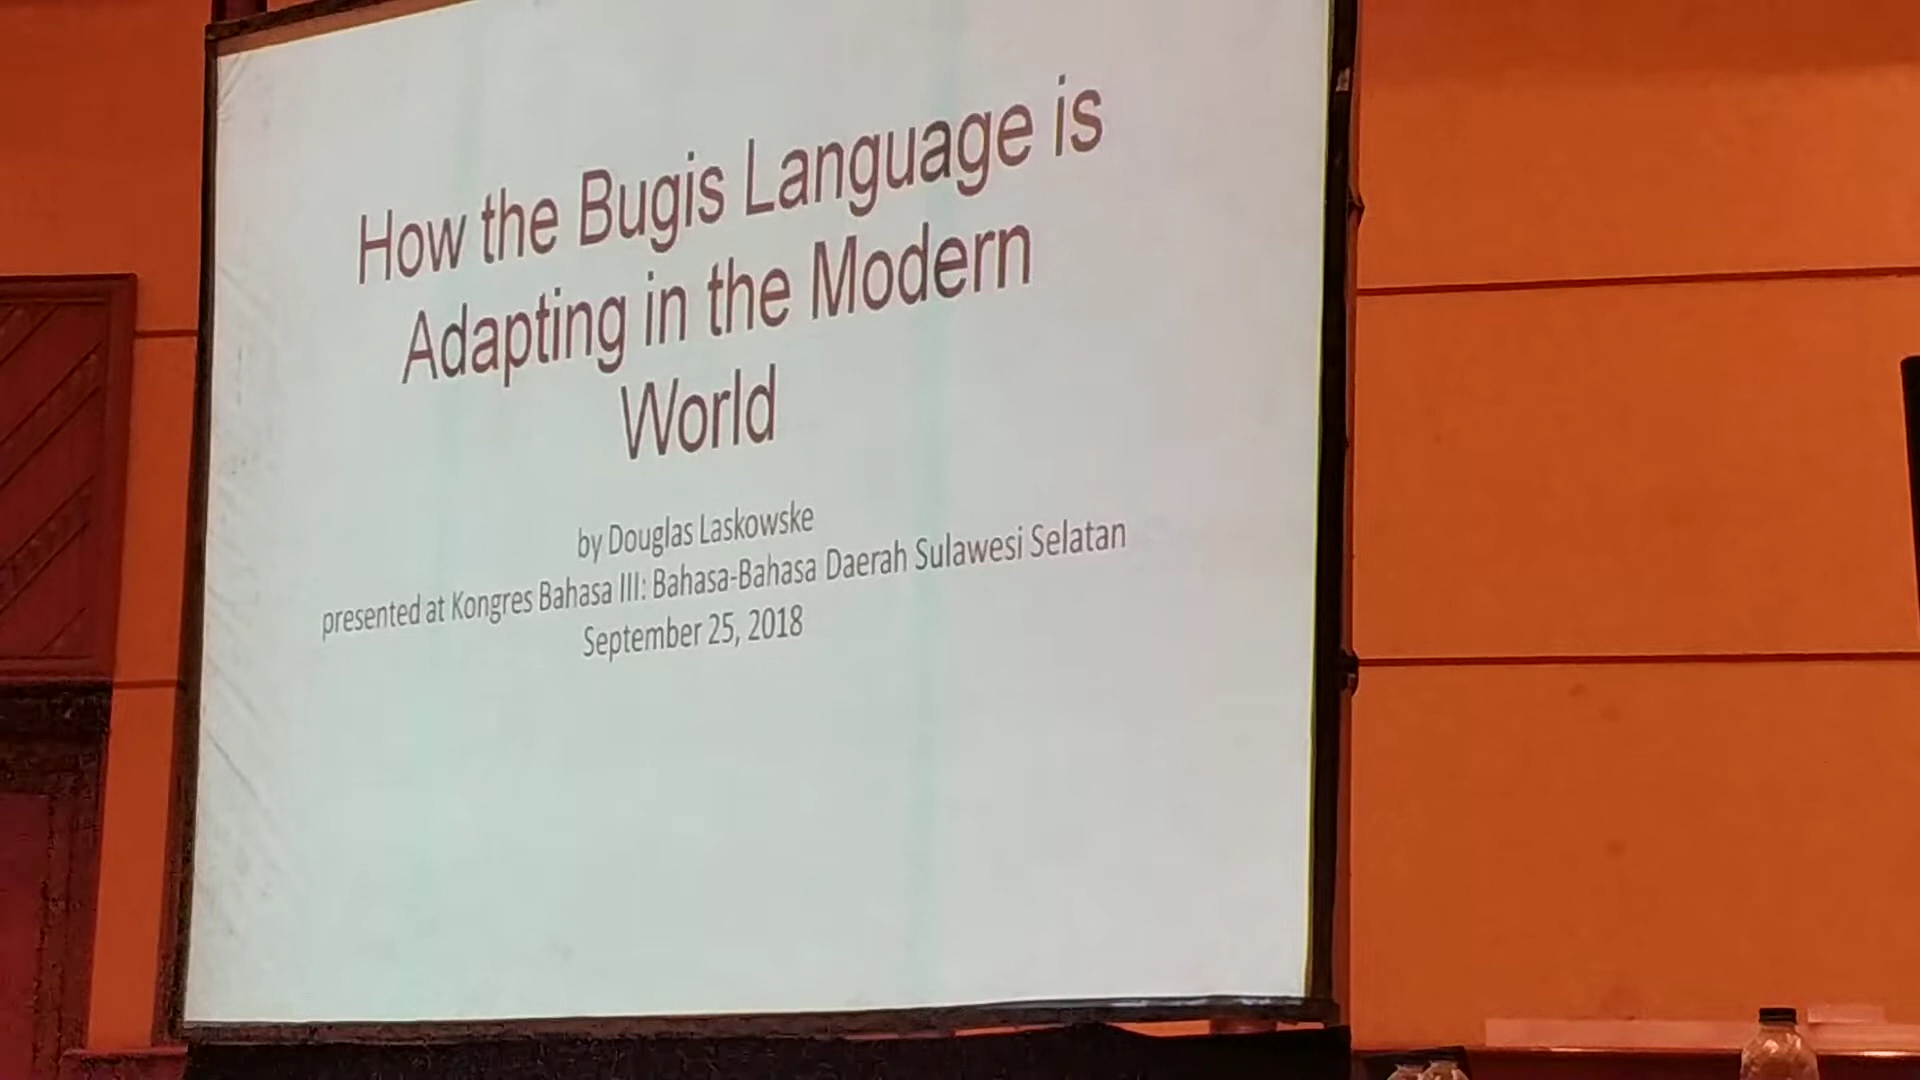 How the Bugis Language is
Adapting in the Modern
World
by Douglas Laskowske
presented at Kongres Bahasa III: Bahasa-Bahasa Daerah Sulawesi Selatan
September 25, 2018